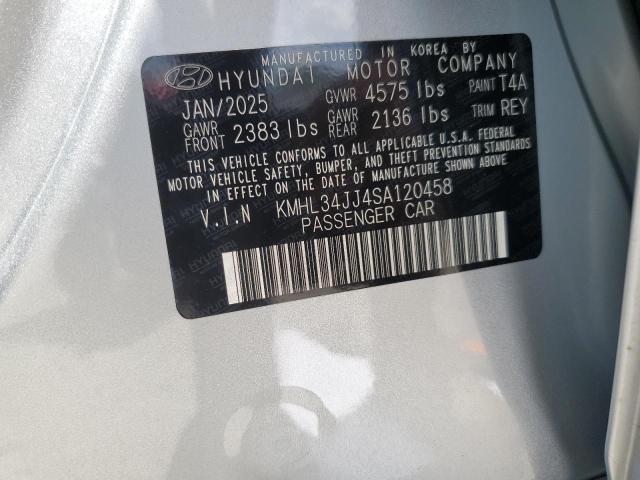 MANUFACTURED IN KOREA BY
HYUNDAI MOTOR COMPANY
JAN/2025 GVWR 4575 lbs PAINT T4A
GAWR FRONT 2383 lbs GAWR REAR 2136 lbs TRIM REY
THIS VEHICLE CONFORMS TO ALL APPLICABLE U.S.A. FEDERAL
MOTOR VEHICLE SAFETY, BUMPER, AND THEFT PREVENTION STANDARDS
IN EFFECT ON THE DATE OF MANUFACTURE SHOWN ABOVE.
V.I.N KMHL34JJ4SA120458
PASSENGER CAR